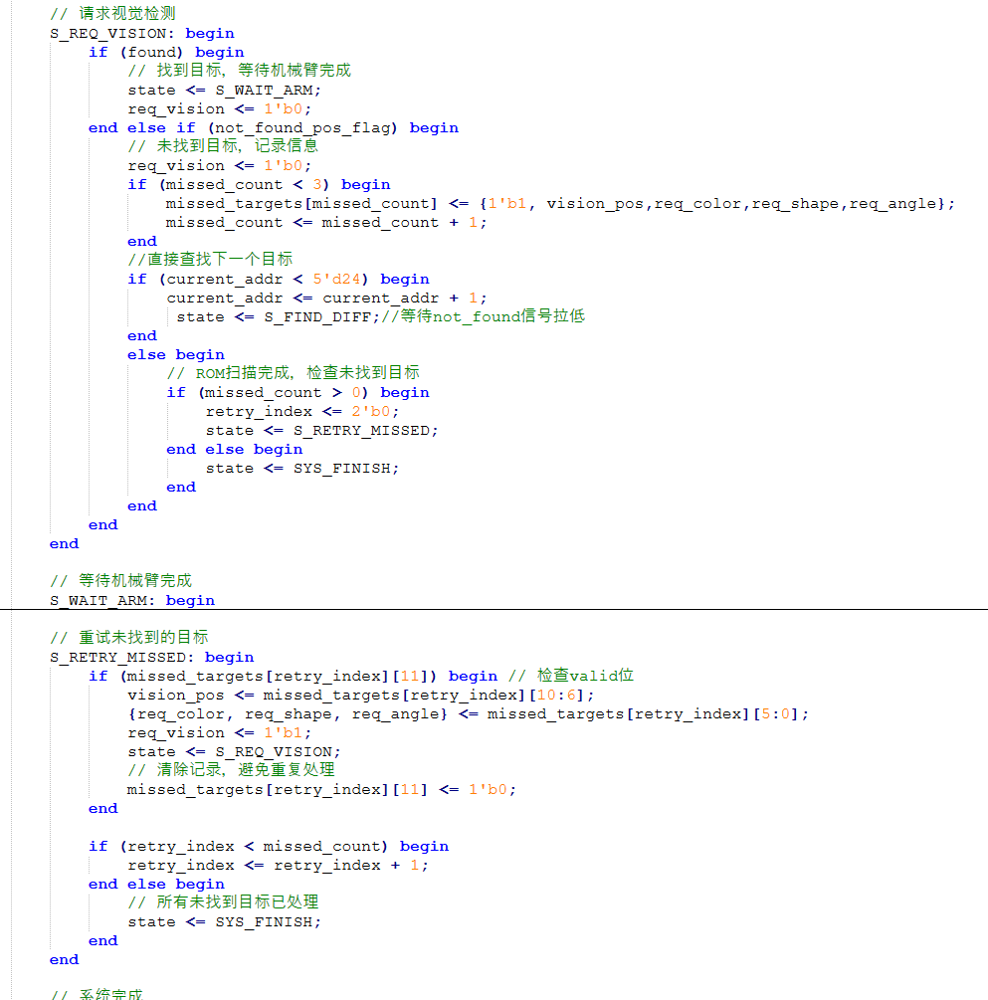 // 请求视觉检测
S_REQ_VISION: begin
if (found) begin
// 找到目标，等待机械臂完成
state <= S_WAIT_ARM;
req_vision <= 1'b0;
end else if (not_found_pos_flag) begin
// 未找到目标，记录信息
req_vision <= 1'b0;
if (missed_count < 3) begin
missed_targets[missed_count] <= {1'b1, vision_pos,req_color,req_shape,req_angle};
missed_count <= missed_count + 1;
end
//直接查找下一个目标
if (current_addr < 5'd24) begin
current_addr <= current_addr + 1;
state <= S_FIND_DIFF;//等待not_found信号拉低
end
else begin
// ROM扫描完成，检查未找到目标
if (missed_count > 0) begin
retry_index <= 2'b0;
state <= S_RETRY_MISSED;
end else begin
state <= SYS_FINISH;
end
end
end
end
// 等待机械臂完成
S_WAIT_ARM: begin
// 重试未找到的目标
S_RETRY_MISSED: begin
if (missed_targets[retry_index][11]) begin // 检查valid位
vision_pos <= missed_targets[retry_index][10:6];
{req_color, req_shape, req_angle} <= missed_targets[retry_index][5:0];
req_vision <= 1'b1;
state <= S_REQ_VISION;
// 清除记录，避免重复处理
missed_targets[retry_index][11] <= 1'b0;
end
if (retry_index < missed_count) begin
retry_index <= retry_index + 1;
end else begin
// 所有未找到目标已处理
state <= SYS_FINISH;
end
end
// 系统完成